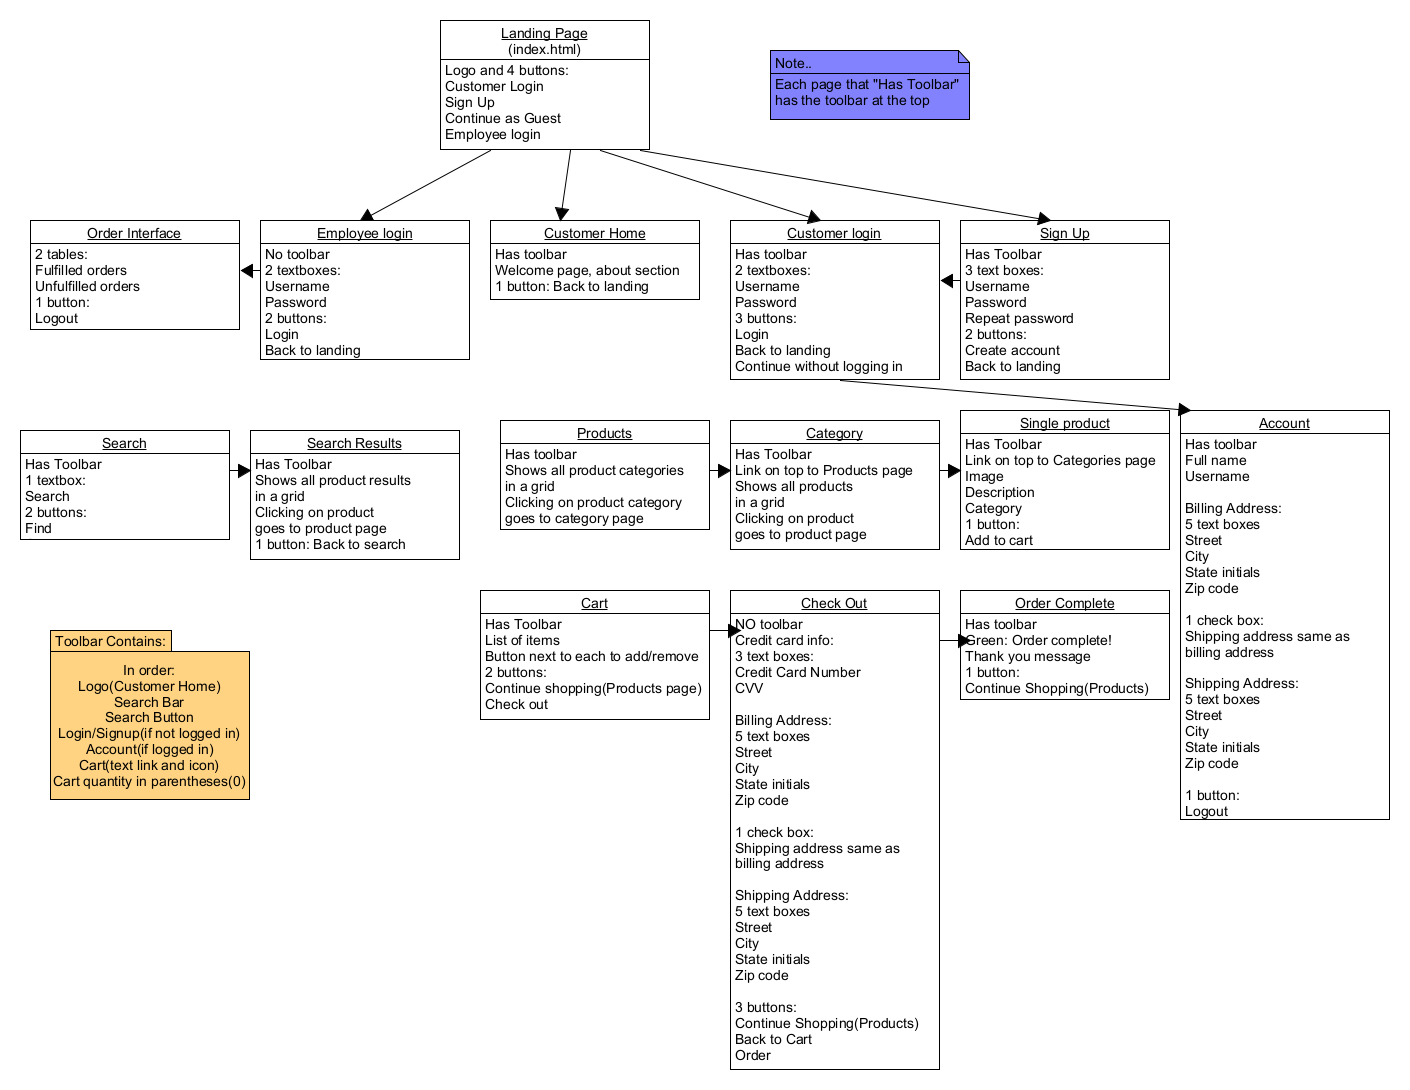 Landing Page
(index.html)
Logo and 4 buttons:
Customer Login
Sign Up
Continue as Guest
Employee login
Note..
Each page that "Has Toolbar"
has the toolbar at the top
Order Interface
2 tables:
Fulfilled orders
Unfulfilled orders
1 button:
Logout
Employee login
No toolbar
2 textboxes:
Username
Password
2 buttons:
Login
Back to landing
Customer Home
Has toolbar
Welcome page, about section
1 button: Back to landing
Customer login
Has toolbar
2 textboxes:
Username
Password
3 buttons:
Login
Back to landing
Continue without logging in
Sign Up
Has Toolbar
3 text boxes:
Username
Password
Repeat password
2 buttons:
Create account
Back to landing
Search
Has Toolbar
1 textbox:
Search
2 buttons:
Find
Search Results
Has Toolbar
Shows all product results
in a grid
Clicking on product
goes to product page
1 button: Back to search
Products
Has toolbar
Shows all product categories
in a grid
Clicking on product category
goes to category page
Category
Has Toolbar
Link on top to Products page
Shows all products
in a grid
Clicking on product
goes to product page
Single product
Has Toolbar
Link on top to Categories page
Image
Description
Category
1 button:
Add to cart
Account
Has toolbar
Full name
Username
Billing Address:
5 text boxes
Street
City
State initials
Zip code
1 check box:
Shipping address same as
billing address
Shipping Address:
5 text boxes
Street
City
State initials
Zip code
1 button:
Logout
Toolbar Contains:
In order:
Logo(Customer Home)
Search Bar
Search Button
Login/Signup(if not logged in)
Account(if logged in)
Cart(text link and icon)
Cart quantity in parentheses(0)
Cart
Has Toolbar
List of items
Button next to each to add/remove
2 buttons:
Continue shopping(Products page)
Check out
Check Out
NO toolbar
Credit card info:
3 text boxes:
Credit Card Number
CVV
Billing Address:
5 text boxes
Street
City
State initials
Zip code
1 check box:
Shipping address same as
billing address
Shipping Address:
5 text boxes
Street
City
State initials
Zip code
3 buttons:
Continue Shopping(Products)
Back to Cart
Order
Order Complete
Has toolbar
Green: Order complete!
Thank you message
1 button:
Continue Shopping(Products)